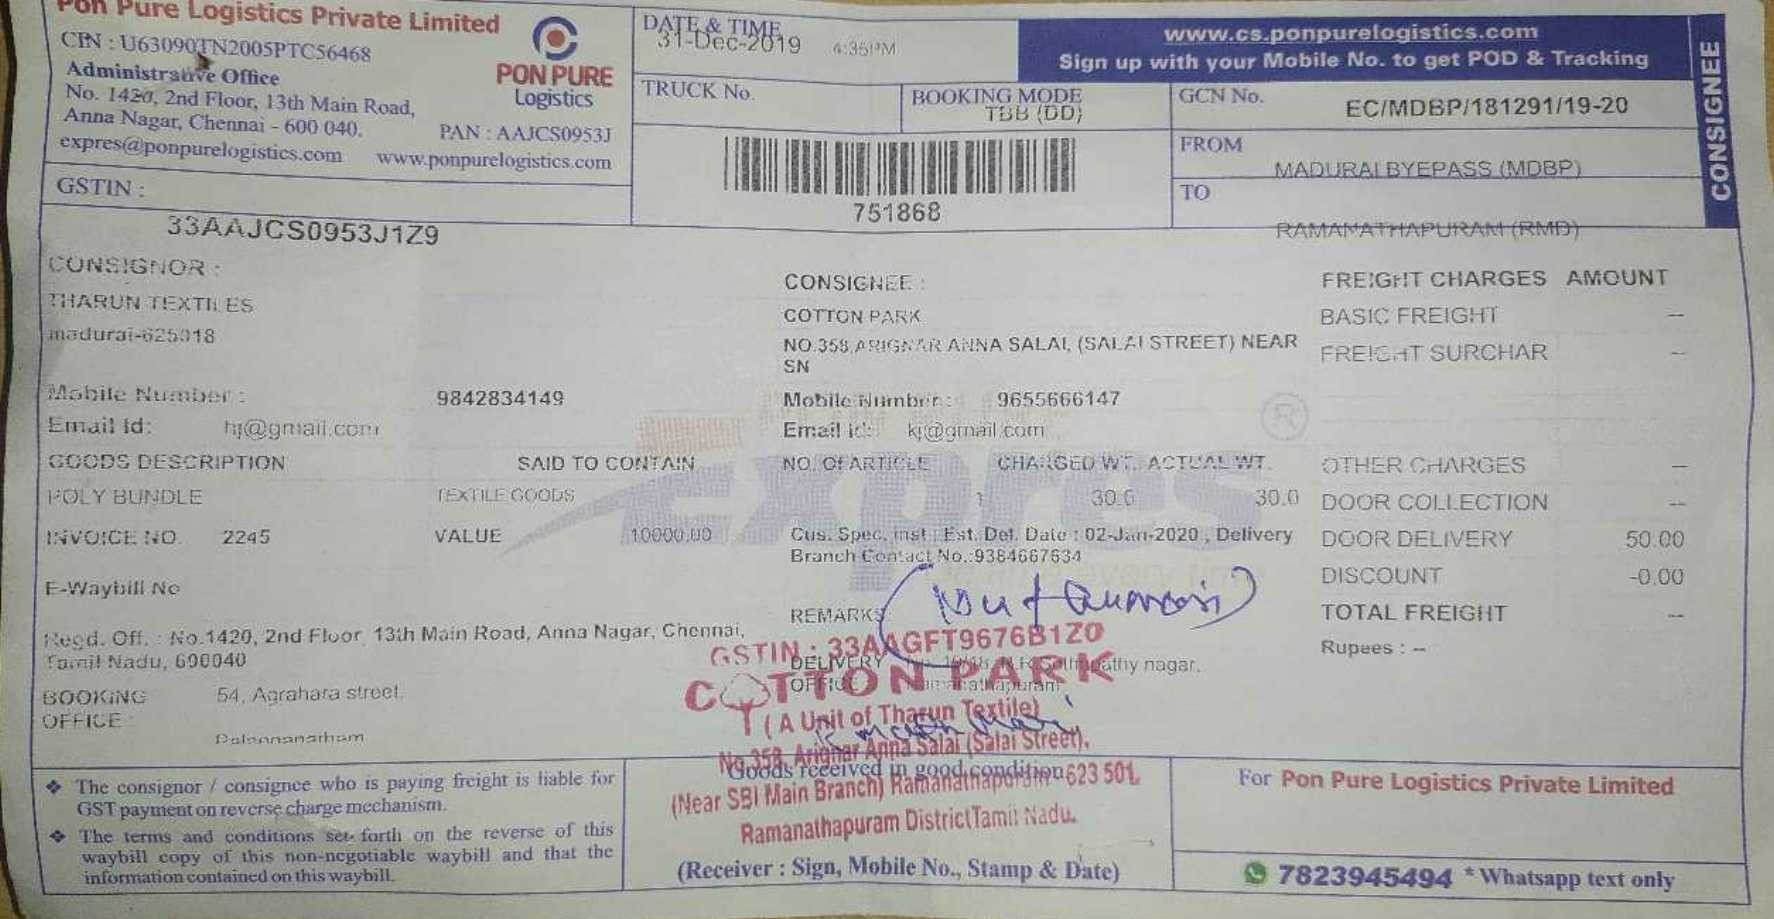 Pon Pure Logistics Private Limited
CIN : U63090TN2005PTC56468
Administrative Office
No. 1420, 2nd Floor, 13th Main Road,
Anna Nagar, Chennai - 600 040.
expres@ponpurelogistics.com www.ponpurelogistics.com
PAN : AAJCS0953J
PON PURE
Logistics
GSTIN :
33AAJCS0953J1Z9
DATE & TIME
31-Dec-2019 4:35PM
TRUCK No.
BOOKING MODE
TBB (DD)
751868
www.cs.ponpurelogistics.com
Sign up with your Mobile No. to get POD & Tracking
GCN No. EC/MDBP/181291/19-20
FROM
MADURAI BYEPASS (MDBP)
TO
RAMANATHAPURAM (RMD)
CONSIGNEE
CONSIGNOR :
THARUN TEXTILES
madurai-625018
Mobile Number : 9842834149
Email Id: hj@gmail.com
CONSIGNEE :
COTTON PARK
NO.358,ARIGNAR ANNA SALAI, (SALAI STREET) NEAR
SN
Mobile Number : 9655666147
Email id: kj@gmail.com
FREIGHT CHARGES AMOUNT
BASIC FREIGHT --
FREIGHT SURCHAR --
expres
GOODS DESCRIPTION SAID TO CONTAIN NO. OF ARTICLE CHARGED WT. ACTUAL WT.
POLY BUNDLE TEXTILE GOODS 30.0 30.0
INVOICE NO. 2245 VALUE 10000.00
Cus. Spec. inst : Est. Del. Date : 02-Jan-2020 , Delivery
Branch Contact No.:9384667634
E-Waybill No
REMARKS
OTHER CHARGES --
DOOR COLLECTION --
DOOR DELIVERY 50.00
DISCOUNT -0.00
TOTAL FREIGHT --
Rupees : --
Regd. Off. : No.1420, 2nd Floor, 13th Main Road, Anna Nagar, Chennai,
Tamil Nadu, 600040
BOOKING
OFFICE :
54, Agrahara street,
DELIVERY
OFFICE
nagar,
Ramanathapuram
GSTIN : 33AAGFT9676B1Z0
COTTON PARK
(A Unit of Tharun Textile)
No.358, Arignar Anna Salai (Salai Street),
(Near SBI Main Branch) Ramanathapuram 623 501.
Ramanathapuram District Tamil Nadu.
Goods received in good condition
(Receiver : Sign, Mobile No., Stamp & Date)
❖ The consignor / consignee who is paying freight is liable for
GST payment on reverse charge mechanism.
❖ The terms and conditions set forth on the reverse of this
waybill copy of this non-negotiable waybill and that the
information contained on this waybill.
For Pon Pure Logistics Private Limited
7823945494 * Whatsapp text only